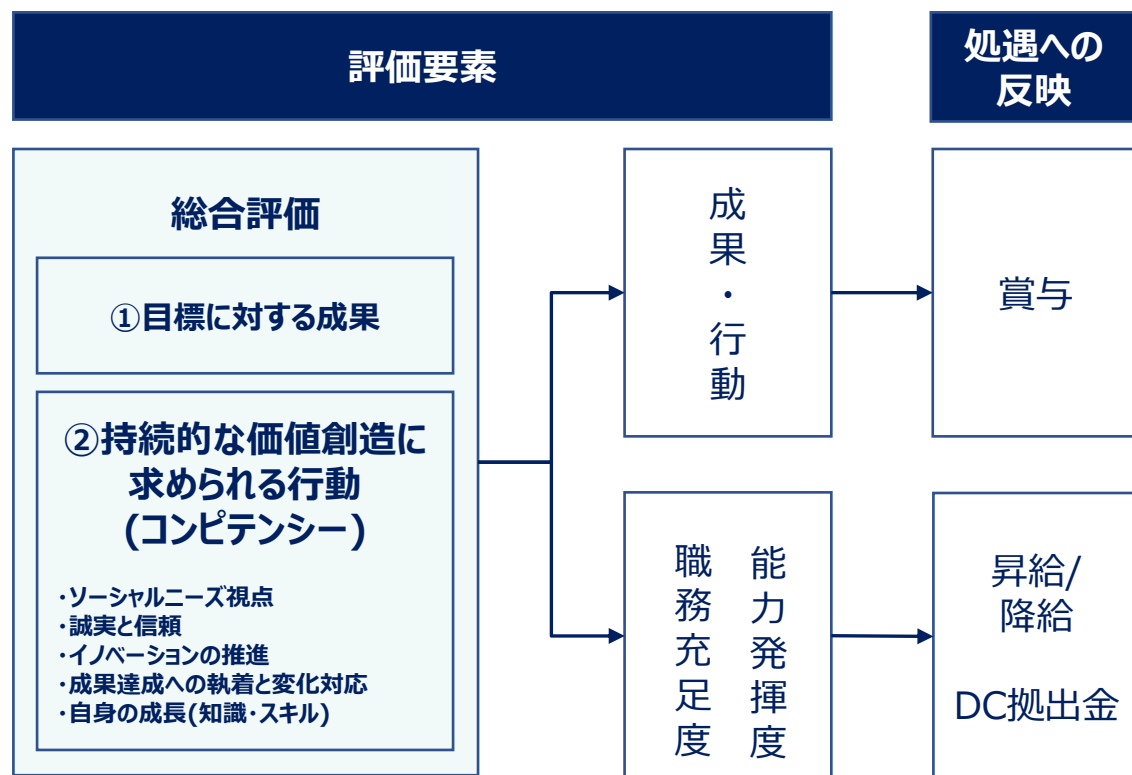 評価要素
処遇への
反映
総合評価
①目標に対する成果
②持続的な価値創造に
求められる行動
(コンピテンシー)
・ソーシャルニーズ視点
・誠実と信頼
・イノベーションの推進
・成果達成への執着と変化対応
・自身の成長(知識・スキル)
成果・行動
賞与
能力発揮度
職務充足度
昇給/
降給
DC拠出金